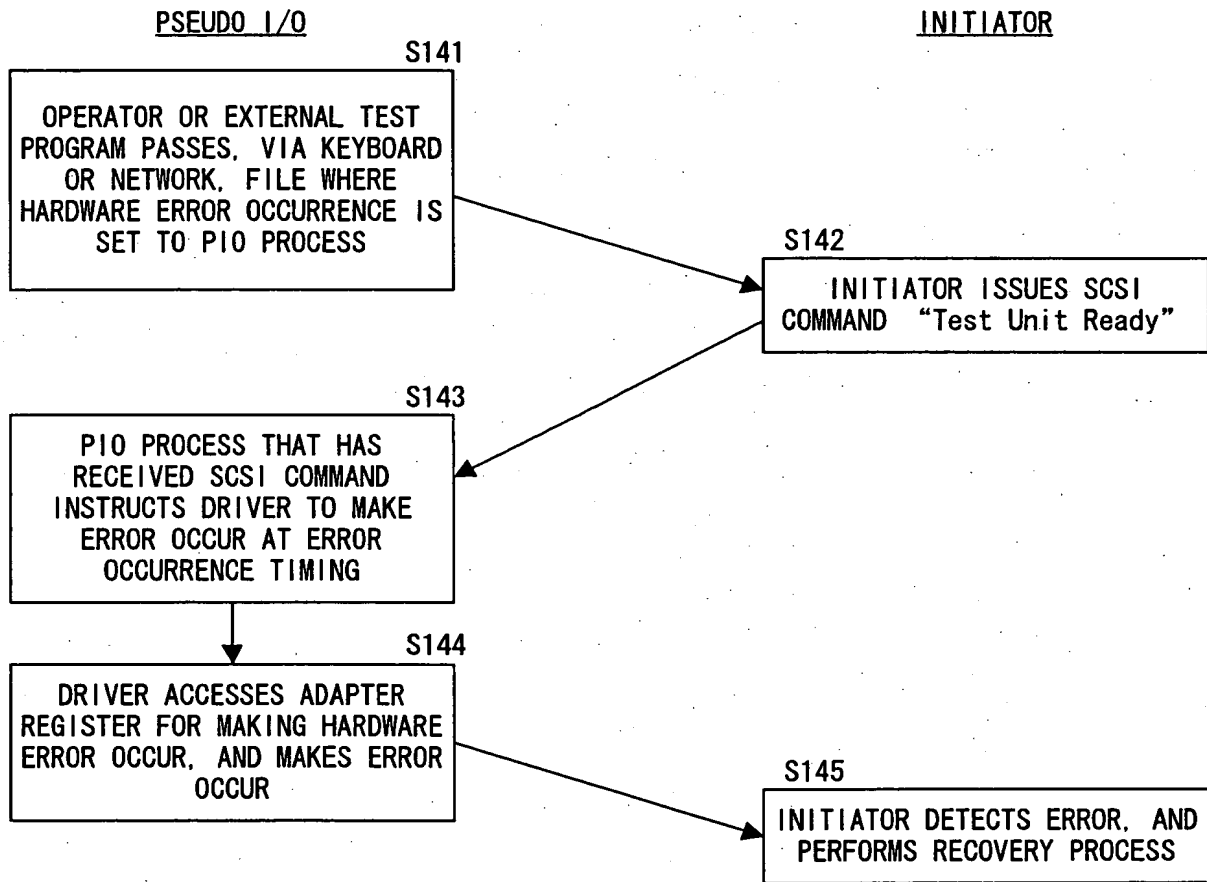 PSEUDO I/O
INITIATOR
S141
OPERATOR OR EXTERNAL TEST
PROGRAM PASSES, VIA KEYBOARD
OR NETWORK, FILE WHERE
HARDWARE ERROR OCCURRENCE IS
SET TO PIO PROCESS
S142
INITIATOR ISSUES SCSI
COMMAND “Test Unit Ready”
S143
PIO PROCESS THAT HAS
RECEIVED SCSI COMMAND
INSTRUCTS DRIVER TO MAKE
ERROR OCCUR AT ERROR
OCCURRENCE TIMING
S144
DRIVER ACCESSES ADAPTER
REGISTER FOR MAKING HARDWARE
ERROR OCCUR, AND MAKES ERROR
OCCUR
S145
INITIATOR DETECTS ERROR, AND
PERFORMS RECOVERY PROCESS